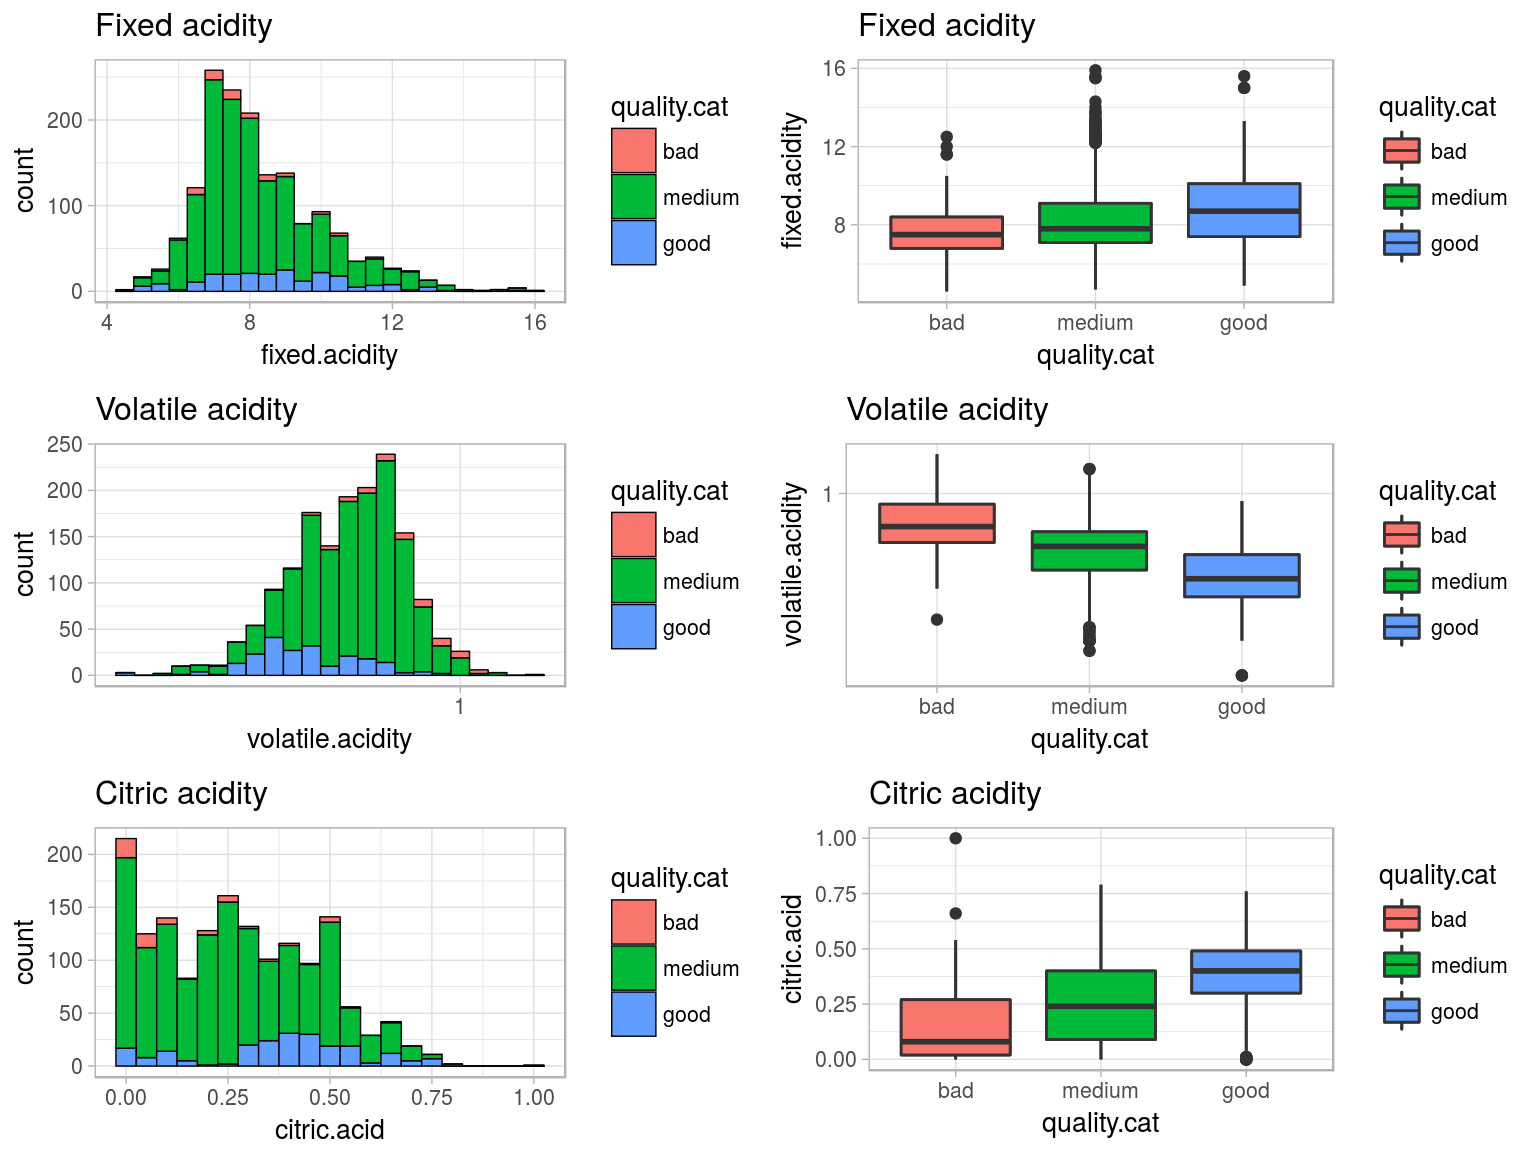 Fixed acidity
count
200
100
0
4 8 12 16
fixed.acidity
quality.cat
bad
medium
good
Fixed acidity
fixed.acidity
16
12
8
bad medium good
quality.cat
quality.cat
bad
medium
good
Volatile acidity
count
250
200
150
100
50
0
1
volatile.acidity
quality.cat
bad
medium
good
Volatile acidity
volatile.acidity
1
bad medium good
quality.cat
quality.cat
bad
medium
good
Citric acidity
count
200
150
100
50
0
0.00 0.25 0.50 0.75 1.00
citric.acid
quality.cat
bad
medium
good
Citric acidity
citric.acid
1.00
0.75
0.50
0.25
0.00
bad medium good
quality.cat
quality.cat
bad
medium
good